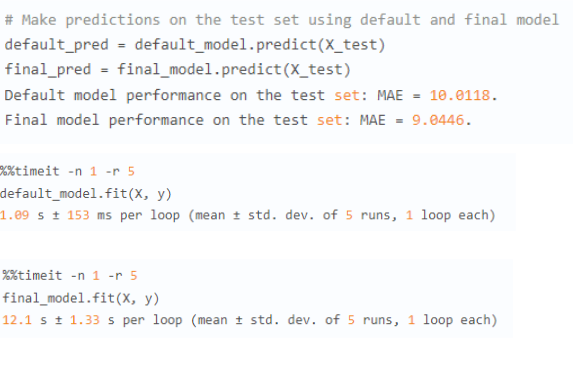 # Make predictions on the test set using default and final model
default_pred = default_model.predict(X_test)
final_pred = final_model.predict(X_test)
Default model performance on the test set: MAE = 10.0118.
Final model performance on the test set: MAE = 9.0446.
%%timeit -n 1 -r 5
default_model.fit(X, y)
1.09 s ± 153 ms per loop (mean ± std. dev. of 5 runs, 1 loop each)
%%timeit -n 1 -r 5
final_model.fit(X, y)
12.1 s ± 1.33 s per loop (mean ± std. dev. of 5 runs, 1 loop each)